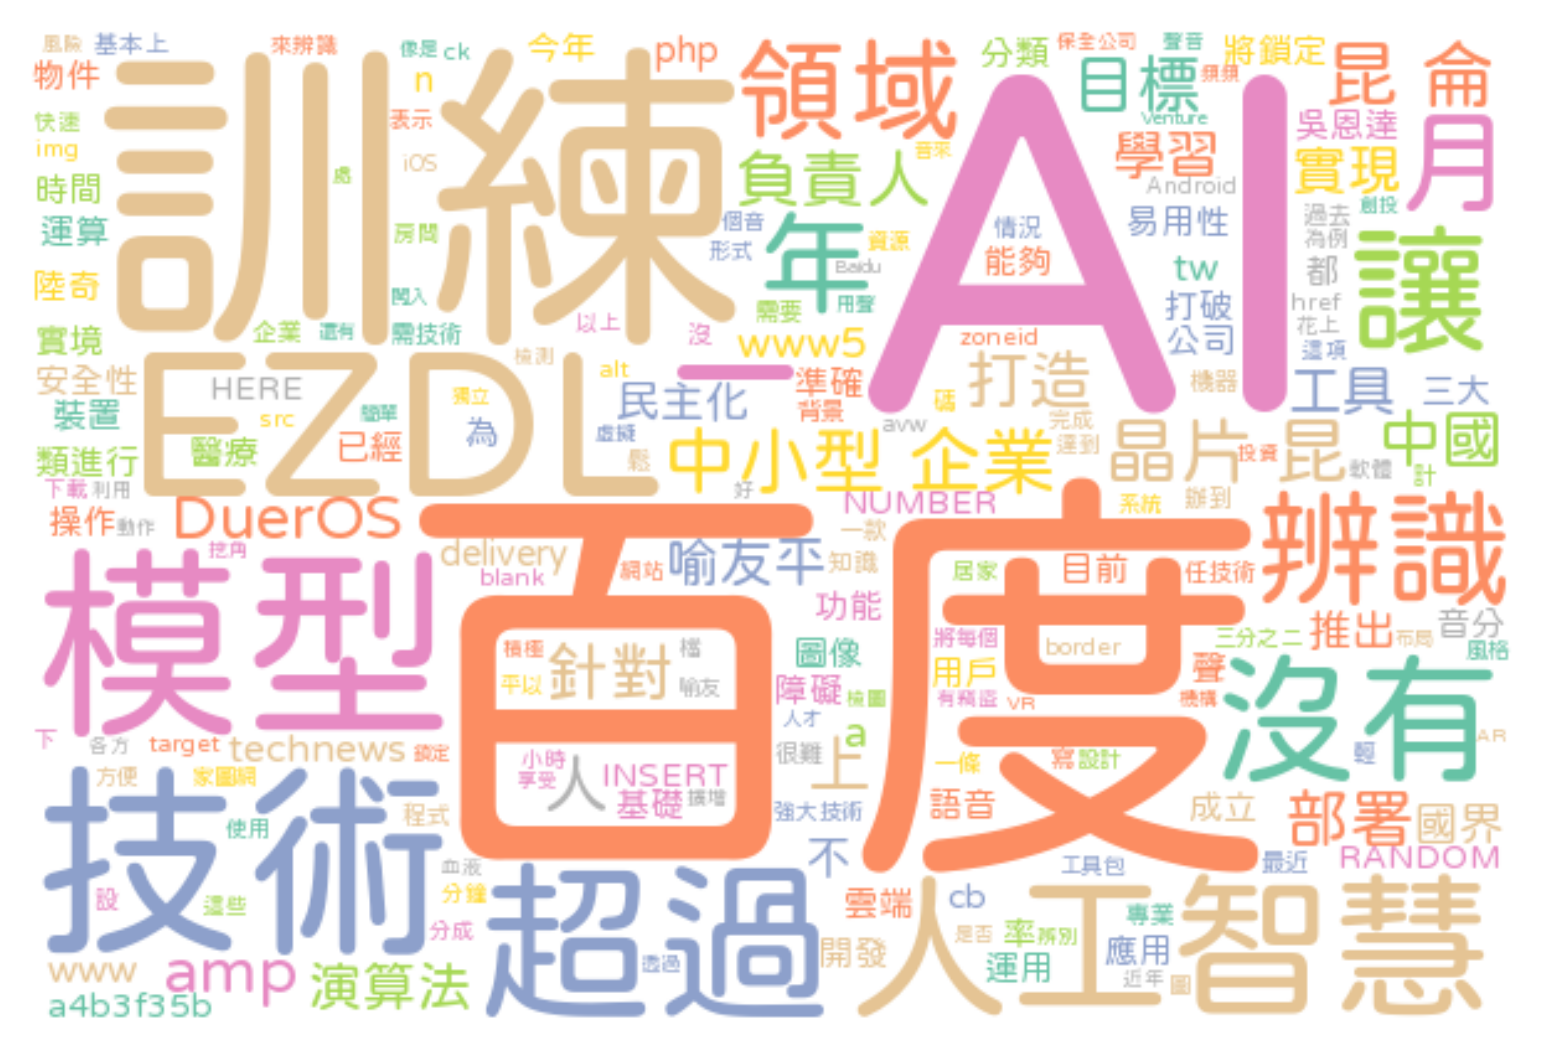 風險 基本上 來辨識 像是 ck 今年 php 領域 分類 保全公司 聲音 將鎖定 昆 侖
物件 訓練 n AI 目標 頻頻
快速 表示 Venture 吳恩達 月
img iOS 處 負責人 音來 學習 實現
時間 Android 創投
運算 房間 個音 年 資源 情況 易用性 過去 讓
形式 Baidu 能夠 tw 都 為例
陸奇 闖入 需要 用聲 打破 href
實境 企業 還有 需技術 以上 沒 www5 zoneid 公司 花上 這項
安全性 EZDL HERE 檢測 alt 一 準確 打造 機器 工具 三大
裝置 src 簡單 獨立 民主化 背景 碼
醫療 已經 為 虛擬 avw 完成 晶片 昆 中國
類進行 鬆 中小型 企業 達到 投資 軟體 計
下載 利用 好 NUMBER 系統 辦到
操作 動作 DuerOS 百度 一款 辨識
挖角 delivery 網站 喻友平 知識 居家 目前 任技術
模型 blank 功能
積極 針對 檔 圖像 將每個 border 三分之二 推出 布局 音分
平以 喻友 障礙 檢圖 用戶 聲 風格
有竊盜 VR 機構 沒有
下 各方 target technews 鎖定 人才 a AR
小時 很難 上 一條 寫 設計 輕
方便 家圖網 享受 人 INSERT
技術 程式 基礎 擴增 強大 技術 語音 成立 部署 國界
使用 不
血液 超過 工具包 最近 RANDOM
設 這些 分鐘 雲端 cb 人工智慧
分成 是否 率 辨別 專業
www amp 演算法 透過 開發 運用 應用
a4b3f35b 近年 圖